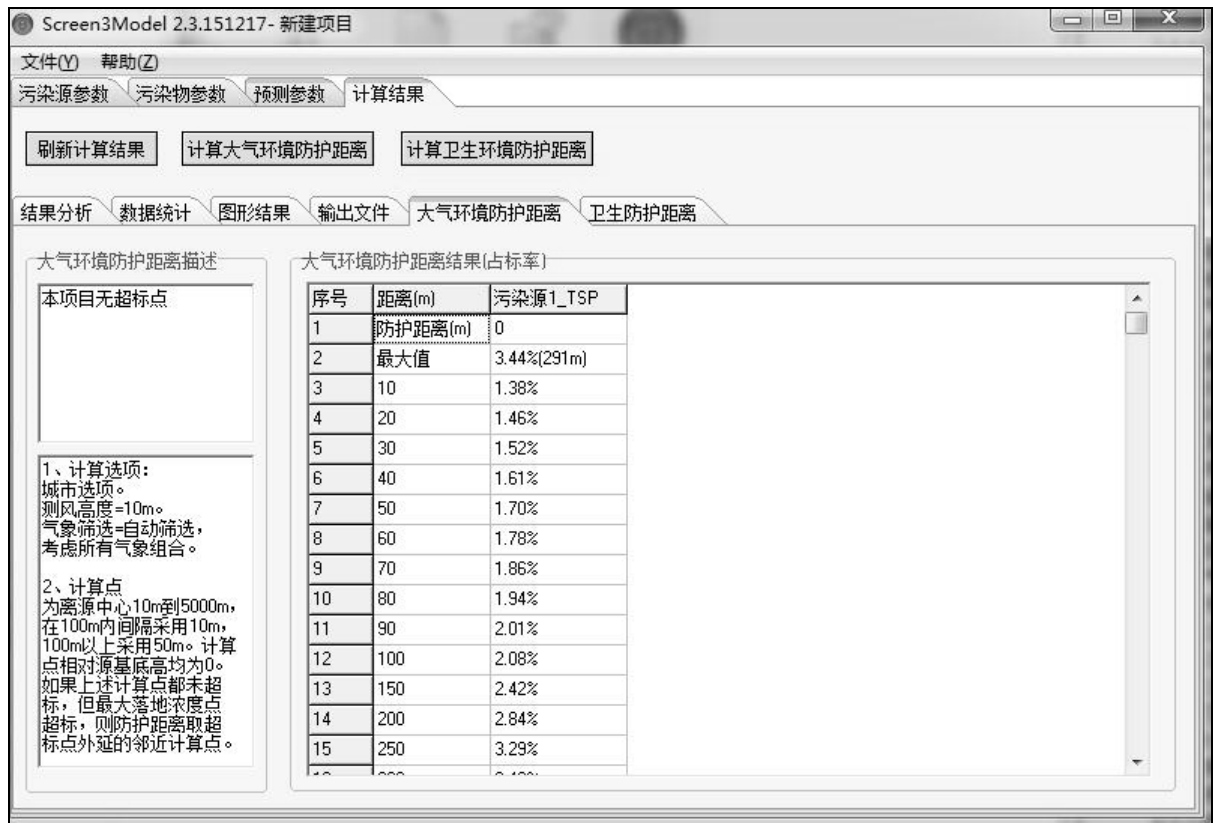 Screen3Model 2.3.151217- 新建项目
文件(Y) 帮助(Z)
污染源参数 污染物参数 预测参数 计算结果
刷新计算结果 计算大气环境防护距离 计算卫生环境防护距离
结果分析 数据统计 图形结果 输出文件 大气环境防护距离 卫生防护距离
大气环境防护距离描述
本项目无超标点
1、计算选项：
城市选项。
测风高度=10m。
气象筛选=自动筛选，
考虑所有气象组合。
2、计算点
为离源中心10m到5000m，
在100m内间隔采用10m，
100m以上采用50m。计算
点相对源基底高均为0。
如果上述计算点都未超
标，但最大落地浓度点
超标，则防护距离取超
标点外延的邻近计算点。
大气环境防护距离结果(占标率)
序号 距离(m) 污染源1_TSP
1 防护距离(m) 0
2 最大值 3.44%(291m)
3 10 1.38%
4 20 1.46%
5 30 1.52%
6 40 1.61%
7 50 1.70%
8 60 1.78%
9 70 1.86%
10 80 1.94%
11 90 2.01%
12 100 2.08%
13 150 2.42%
14 200 2.84%
15 250 3.29%